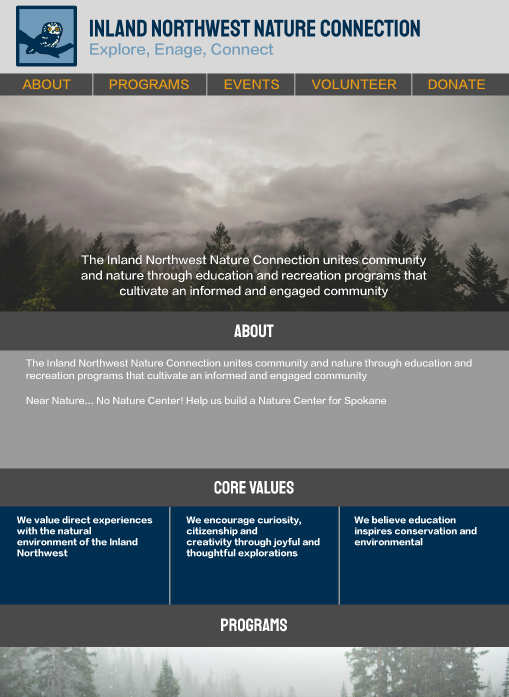 INLAND NORTHWEST NATURE CONNECTION
Explore, Enage, Connect
ABOUT
PROGRAMS
EVENTS
VOLUNTEER
DONATE
The Inland Northwest Nature Connection unites community
and nature through education and recreation programs that
cultivate an informed and engaged community
ABOUT
The Inland Northwest Nature Connection unites community and nature through education and
recreation programs that cultivate an informed and engaged community
Near Nature... No Nature Center! Help us build a Nature Center for Spokane
CORE VALUES
We value direct experiences
with the natural
environment of the Inland
Northwest
We encourage curiosity,
citizenship and
creativity through joyful and
thoughtful explorations
We believe education
inspires conservation and
environmental
PROGRAMS